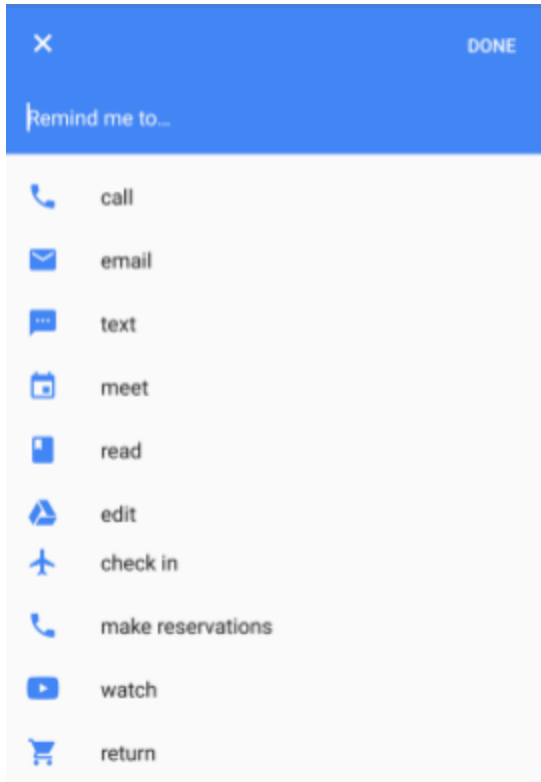 DONE
Remind me to...
call
email
text
meet
read
edit
check in
make reservations
watch
return